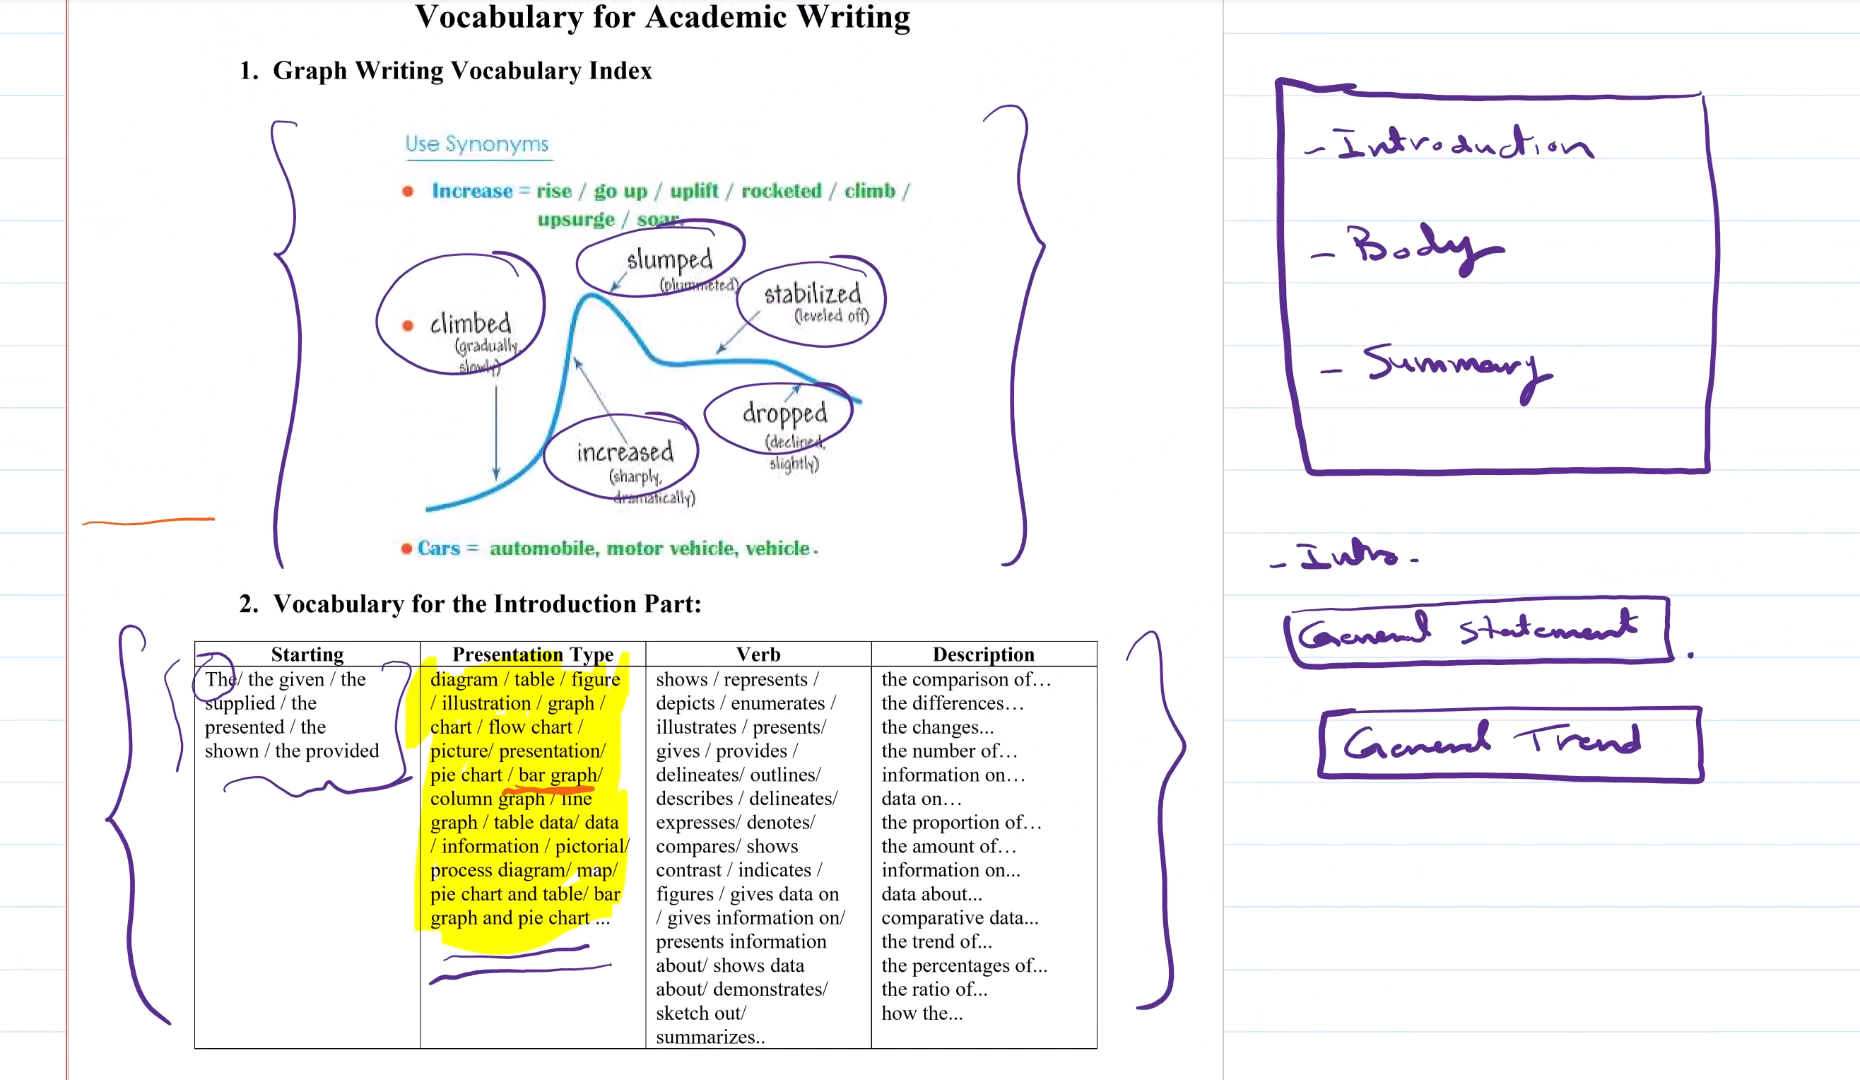 Vocabulary for Academic Writing
1. Graph Writing Vocabulary Index
Use Synonyms
Increase = rise / go up / uplift / rocketed / climb /
upsurge / soar
slumped
(plummeted)
stabilized
(leveled off)
climbed
(gradually,
slowly)
dropped
(declined,
slightly)
increased
(sharply,
dramatically)
Cars = automobile, motor vehicle, vehicle.
2. Vocabulary for the Introduction Part:
Starting
The/ the given / the
supplied / the
presented / the
shown / the provided
Presentation Type
diagram / table / figure
/ illustration / graph /
chart / flow chart /
picture/ presentation/
pie chart / bar graph/
column graph / line
graph / table data/ data
/ information / pictorial/
process diagram/ map/
pie chart and table/ bar
graph and pie chart ...
Verb
shows / represents /
depicts / enumerates /
illustrates / presents/
gives / provides /
delineates/ outlines/
describes / delineates/
expresses/ denotes/
compares/ shows
contrast / indicates /
figures / gives data on
/ gives information on/
presents information
about/ shows data
about/ demonstrates/
sketch out/
summarizes..
Description
the comparison of…
the differences…
the changes...
the number of…
information on…
data on…
the proportion of…
the amount of…
information on...
data about...
comparative data...
the trend of...
the percentages of...
the ratio of...
how the...
- Introduction
- Body
- Summary
- Intro.
General Statement.
General Trend